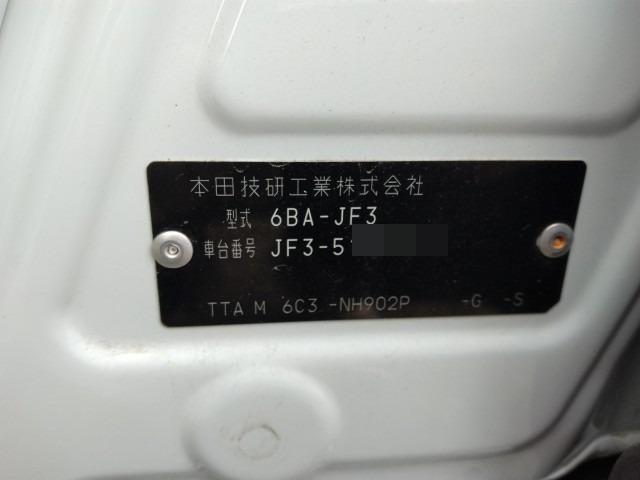 本田技研工業株式会社
型式 6BA-JF3
車台番号 JF3-5
TTA M 6C3 -NH902P -G -S